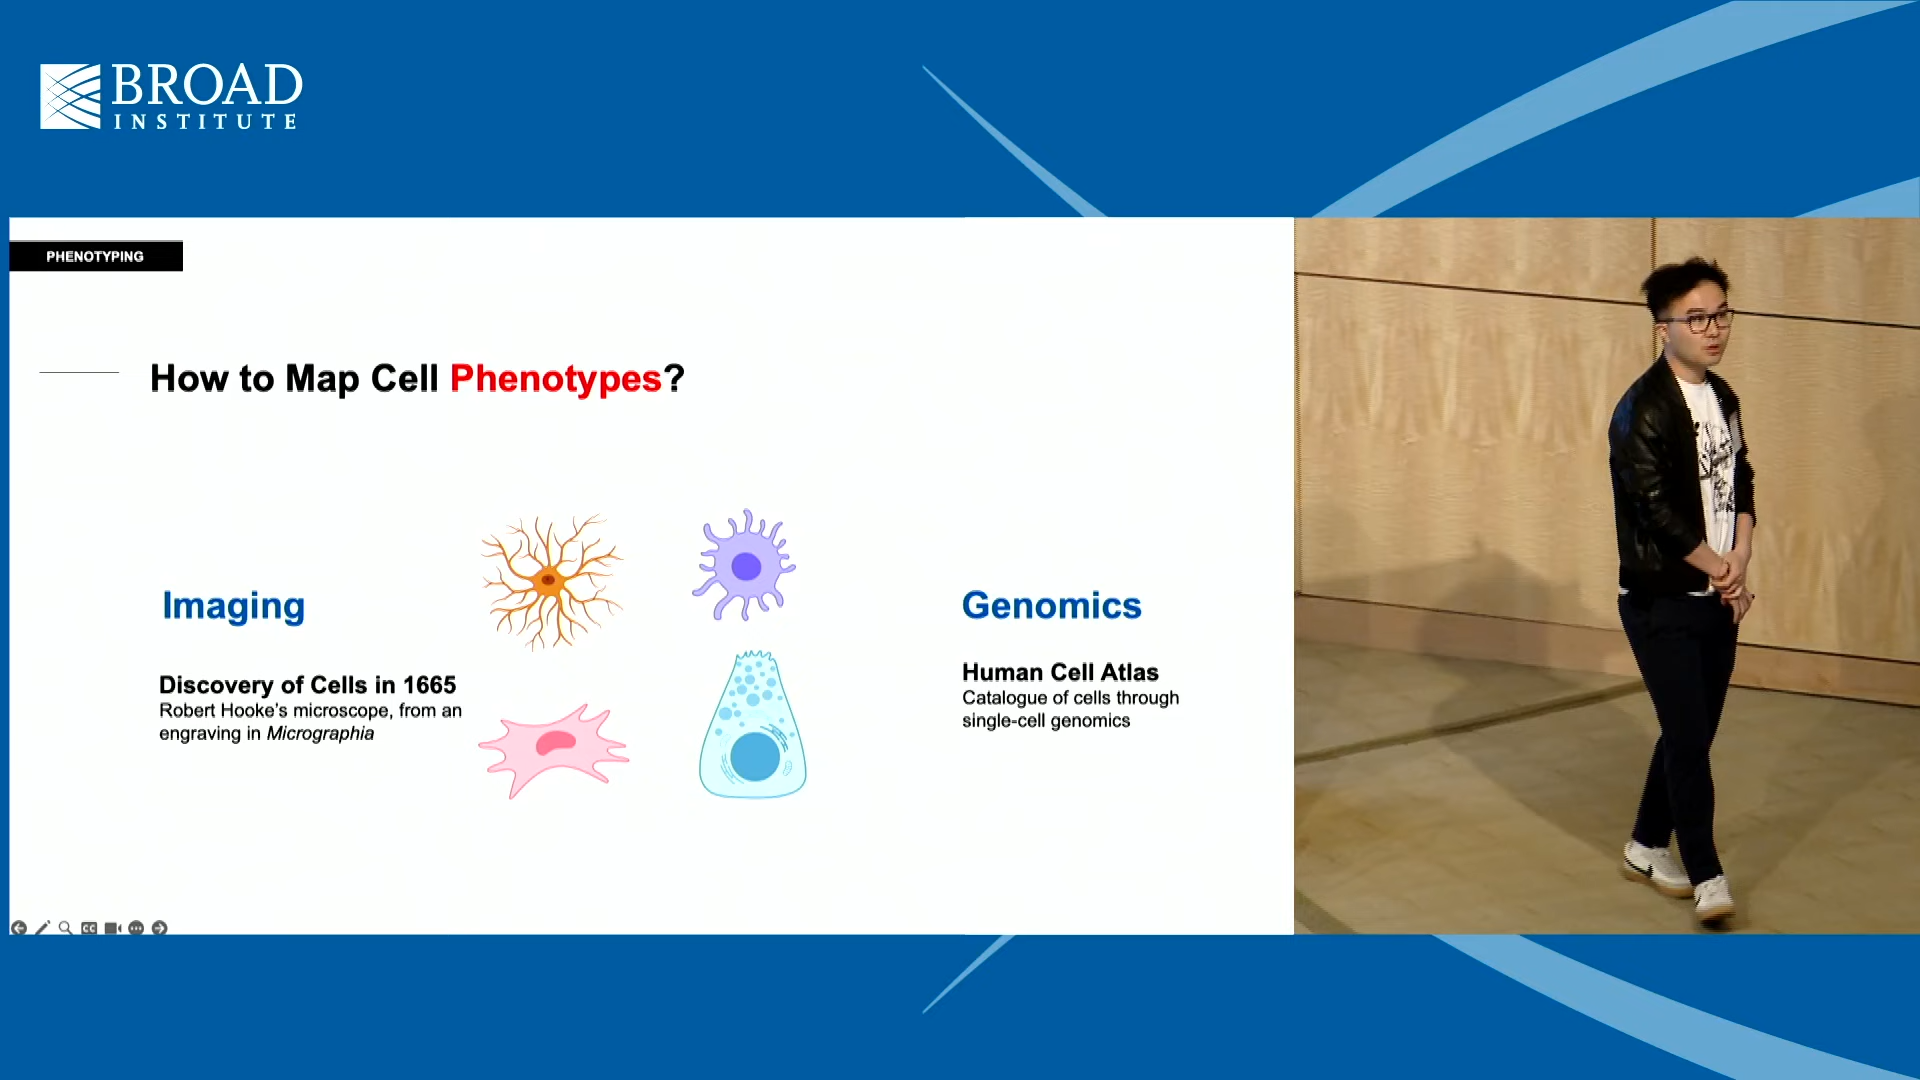 BROAD
INSTITUTE
PHENOTYPING
How to Map Cell Phenotypes?
Imaging
Discovery of Cells in 1665
Robert Hooke’s microscope, from an
engraving in Micrographia
Genomics
Human Cell Atlas
Catalogue of cells through
single-cell genomics
CC